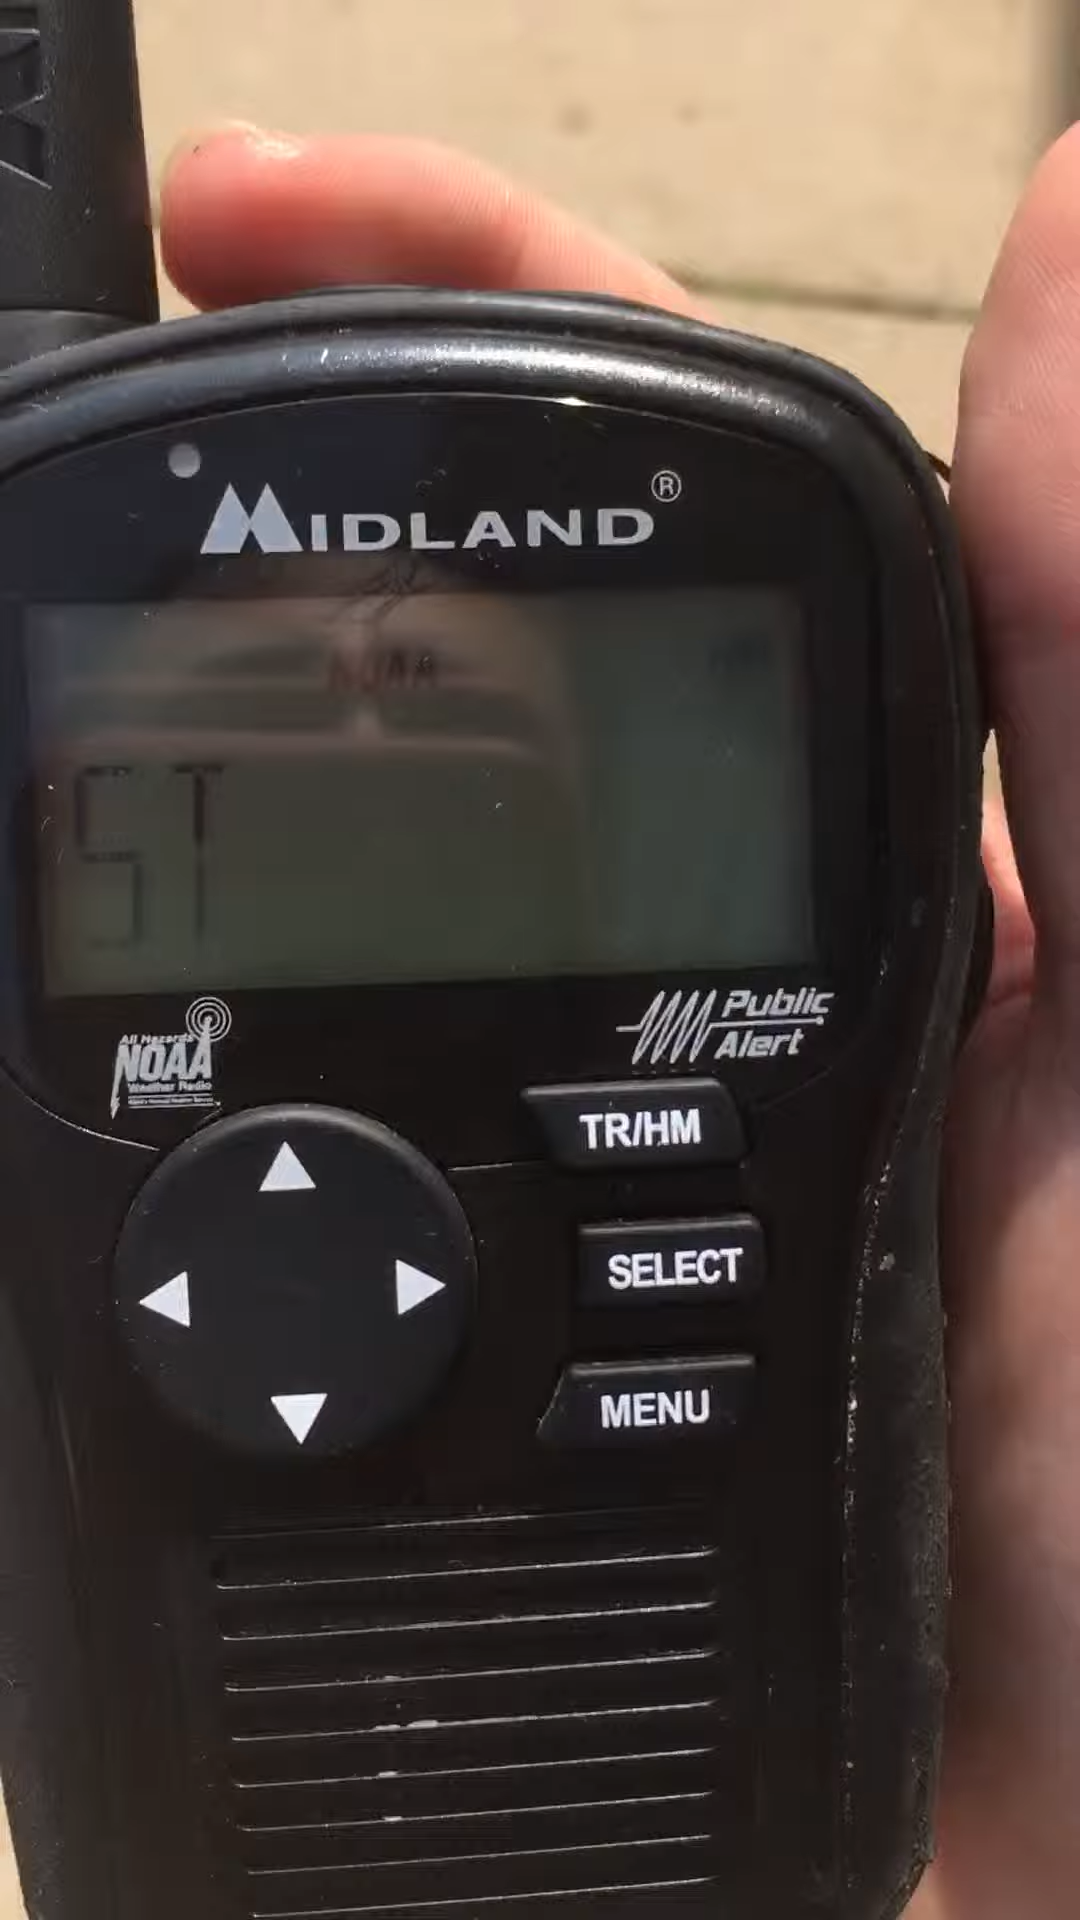 MIDLAND®
NOAA
ST
All Hazards
NOAA
Weather Radio
Public
Alert
TR/HM
SELECT
MENU